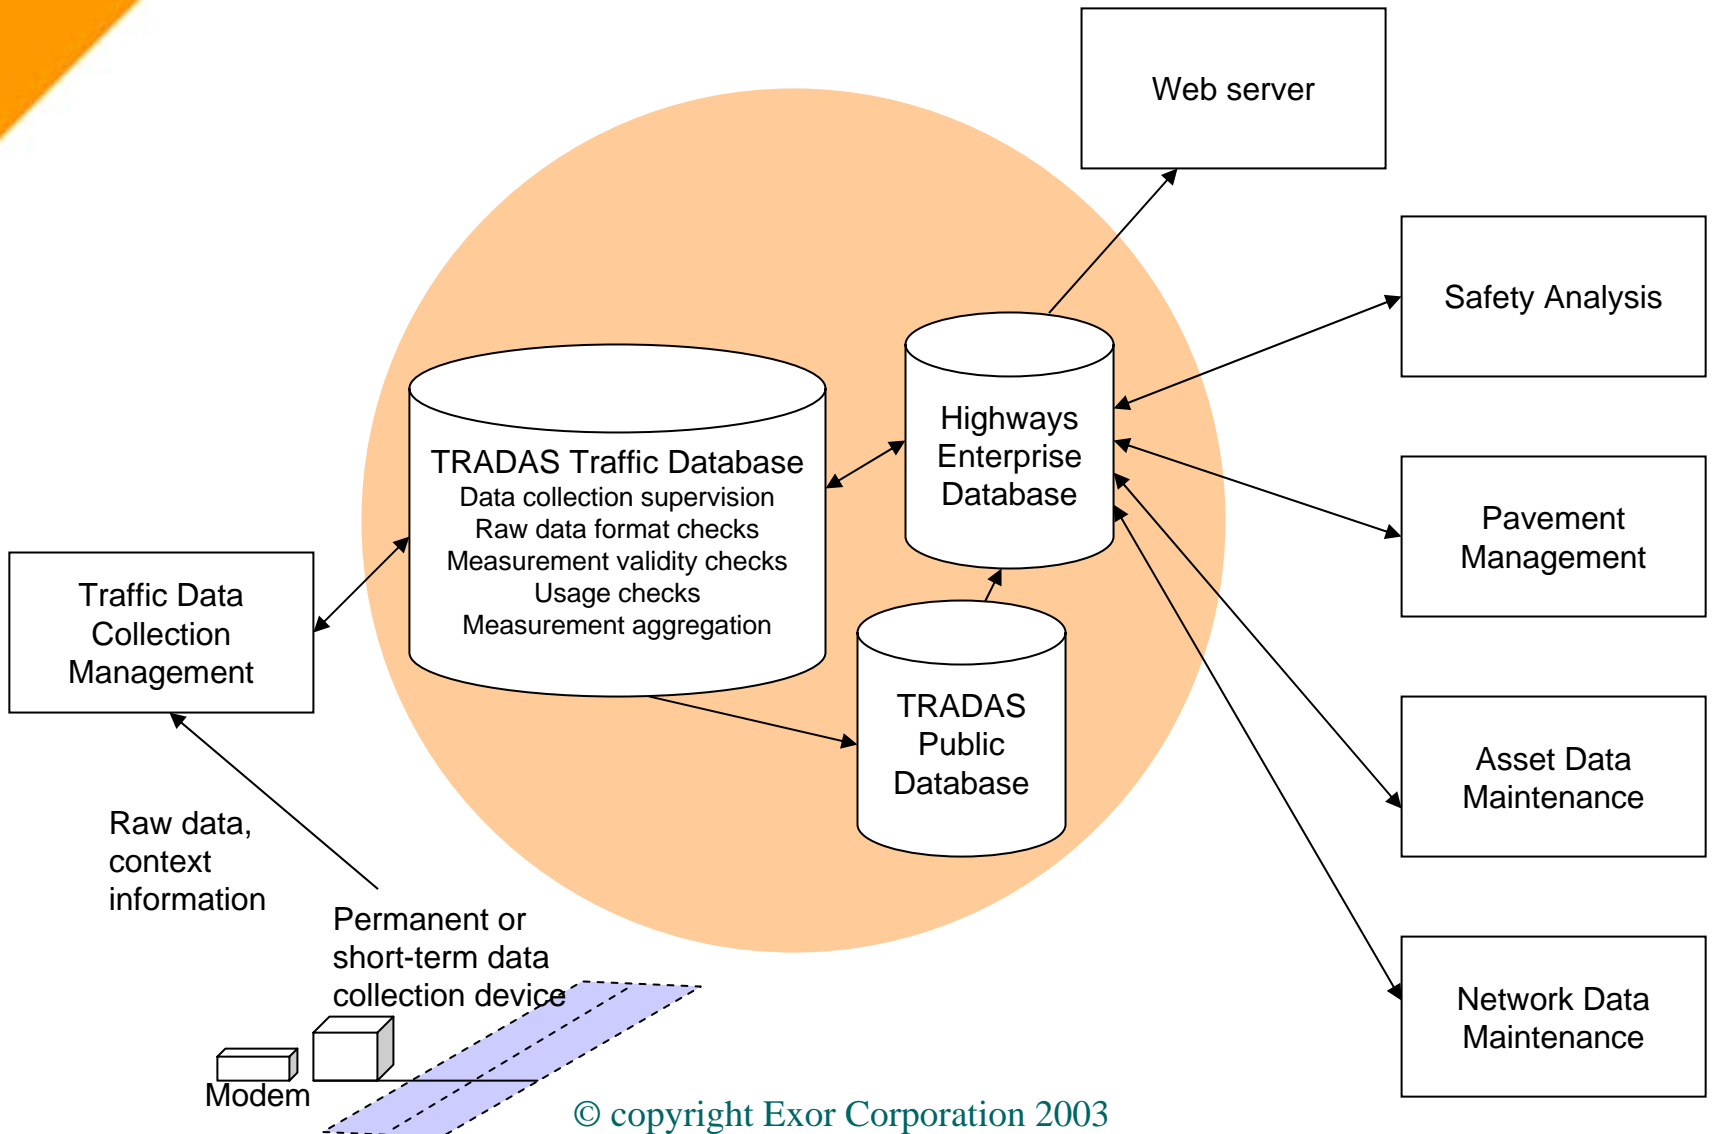 Web server
Safety Analysis
Highways
Enterprise
Database
TRADAS Traffic Database
Data collection supervision
Raw data format checks
Measurement validity checks
Usage checks
Measurement aggregation
Pavement
Management
Traffic Data
Collection
Management
TRADAS
Public
Database
Asset Data
Maintenance
Raw data,
context
information
Permanent or
short-term data
collection device
Network Data
Maintenance
Modem
© copyright Exor Corporation 2003